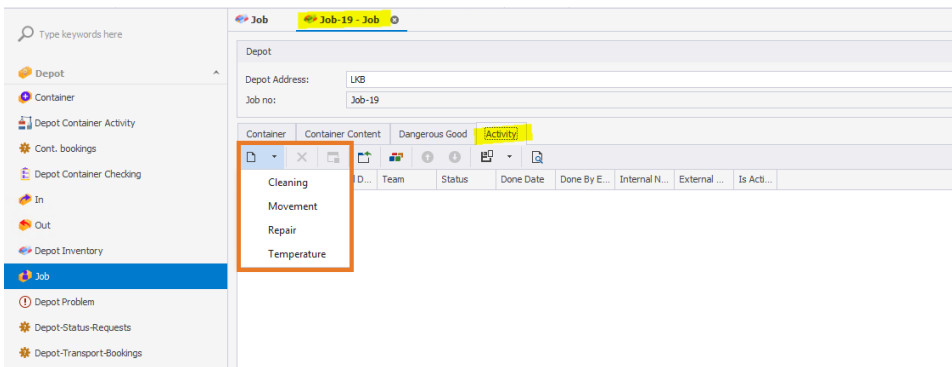 Job
Job-19 - Job
Type keywords here
Depot
Depot
Depot Address: LKB
Job no: Job-19
Container
Depot Container Activity
Cont. bookings
Depot Container Checking
In
Out
Depot Inventory
Job
Depot Problem
Depot-Status-Requests
Depot-Transport-Bookings
Container Container Content Dangerous Good Activity
D... Team Status Done Date Done By E... Internal N... External ... Is Acti...
Cleaning
Movement
Repair
Temperature